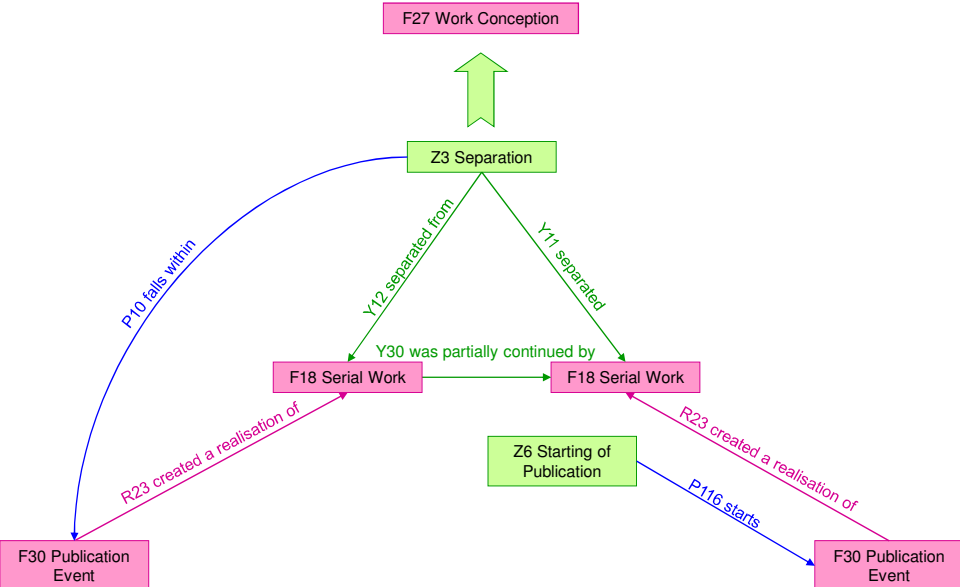 F27 Work Conception
Z3 Separation
P10 falls within
Y12 separated from
Y11 separated
Y30 was partially continued by
F18 Serial Work
F18 Serial Work
R23 created a realisation of
R23 created a realisation of
Z6 Starting of
Publication
P116 starts
F30 Publication
Event
F30 Publication
Event